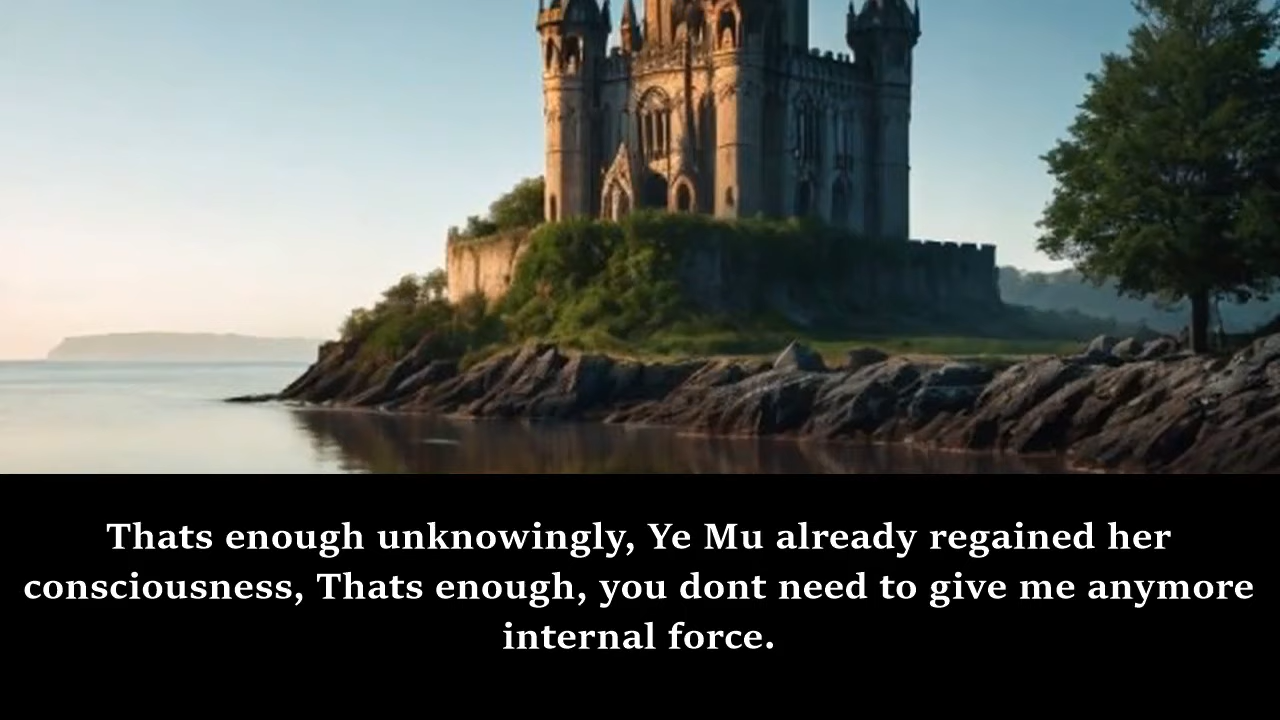 Thats enough unknowingly, Ye Mu already regained her
consciousness, Thats enough, you dont need to give me anymore
internal force.